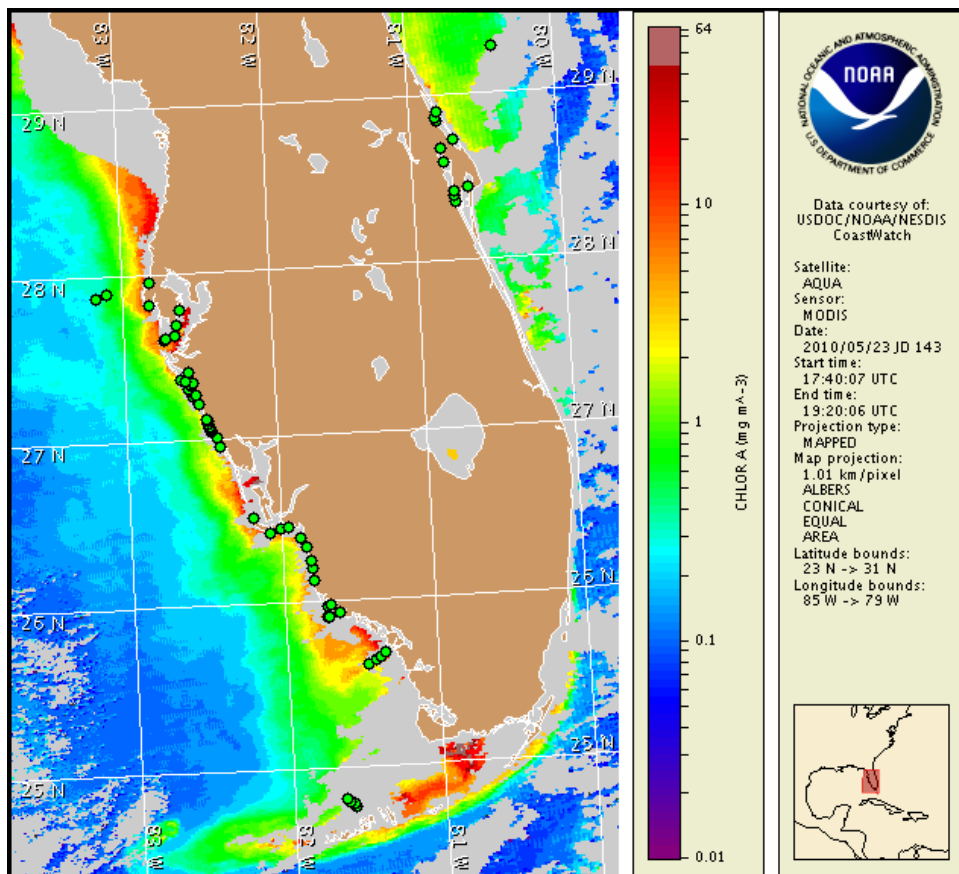 83 W
82 W
81 W
80 W
29 N
29 N
28 N
28 N
27 N
27 N
26 N
26 N
25 N
25 N
83 W
82 W
81 W
64
10
1
0.1
0.01
CHLOR A (mg m^-3)
NATIONAL OCEANIC AND ATMOSPHERIC ADMINISTRATION
NOAA
U.S. DEPARTMENT OF COMMERCE
Data courtesy of:
USDOC/NOAA/NESDIS
CoastWatch
Satellite:
AQUA
Sensor:
MODIS
Date:
2010/05/23 JD 143
Start time:
17:40:07 UTC
End time:
19:20:06 UTC
Projection type:
MAPPED
Map projection:
1.01 km/pixel
ALBERS
CONICAL
EQUAL
AREA
Latitude bounds:
23 N -> 31 N
Longitude bounds:
85 W -> 79 W